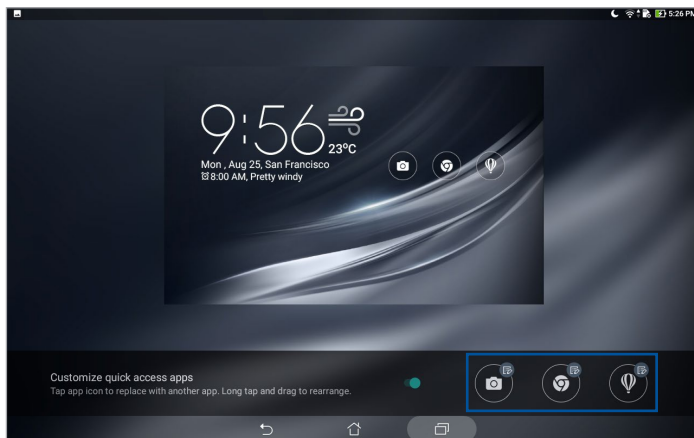 5:26 PM
9:56
23°C
Mon , Aug 25, San Francisco
8:00 AM, Pretty windy
Customize quick access apps
Tap app icon to replace with another app. Long tap and drag to rearrange.